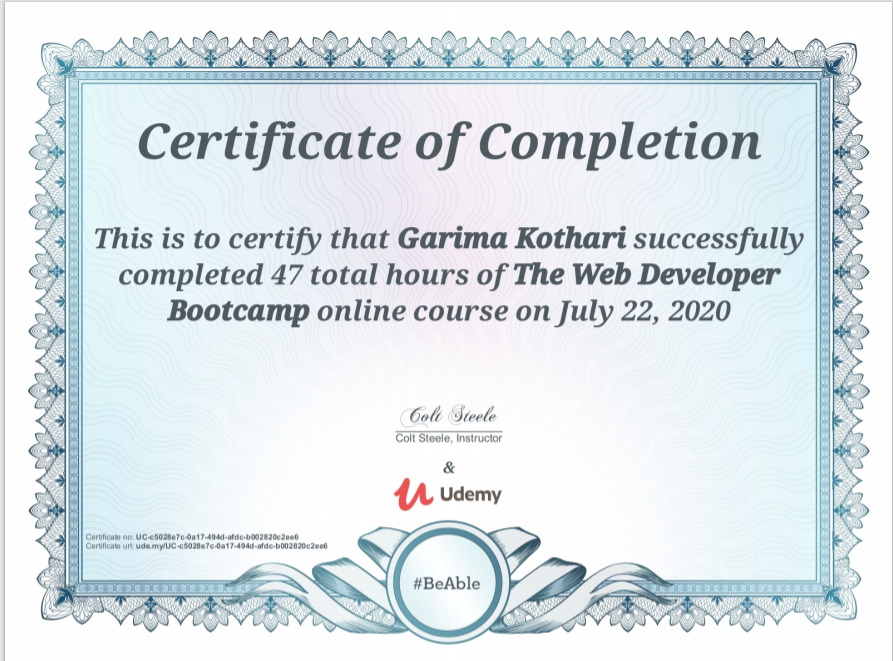 Certificate of Completion
This is to certify that Garima Kothari successfully
completed 47 total hours of The Web Developer
Bootcamp online course on July 22, 2020
Colt Steele
Colt Steele, Instructor
&
Udemy
Certificate no: UC-c5028e7c-0a17-494d-afdc-b002820c2ee6
Certificate url: ude.my/UC-c5028e7c-0a17-494d-afdc-b002820c2ee6
#BeAble